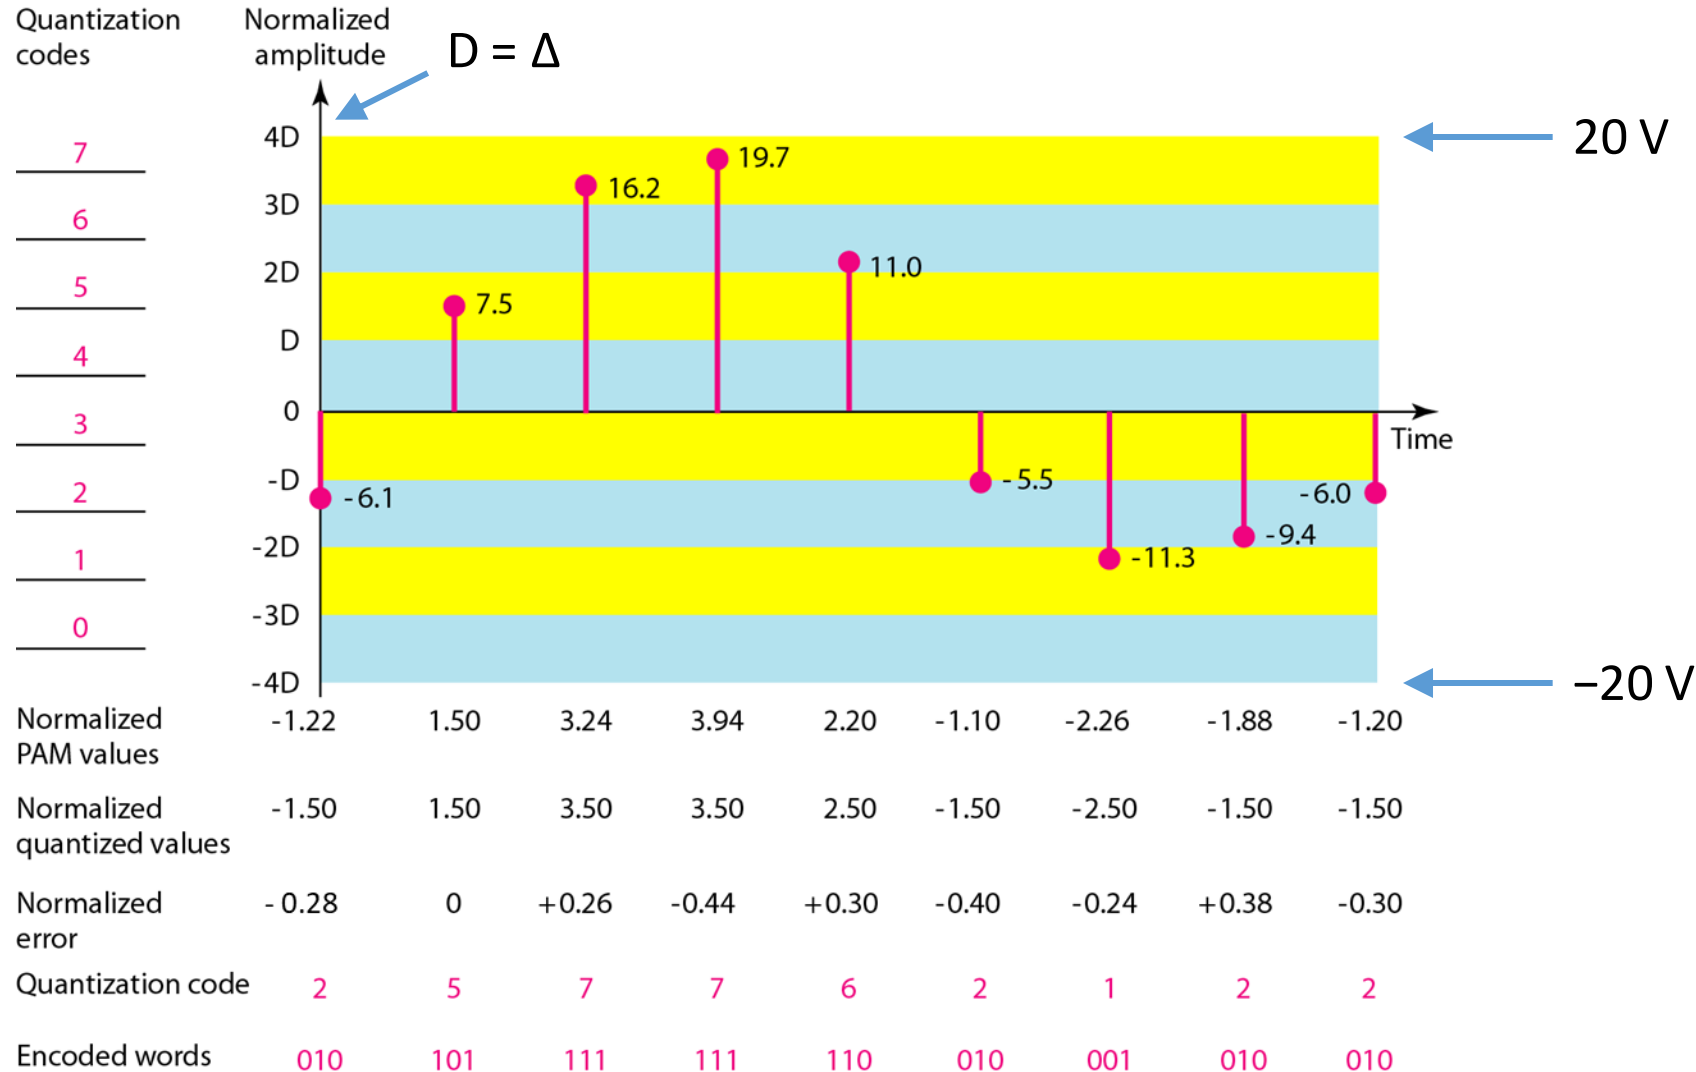 Quantization
codes
Normalized
amplitude
D = Δ
4D
20 V
7
19.7
16.2
3D
6
2D
11.0
5
7.5
D
4
0
3
Time
-D
- 5.5
2
- 6.1
- 6.0
-9.4
-2D
1
-11.3
-3D
0
-4D
−20 V
Normalized
PAM values
-1.22 1.50 3.24 3.94 2.20 -1.10 -2.26 -1.88 -1.20
Normalized
quantized values
-1.50 1.50 3.50 3.50 2.50 -1.50 -2.50 -1.50 -1.50
Normalized
error
- 0.28 0 +0.26 -0.44 +0.30 -0.40 -0.24 +0.38 -0.30
Quantization code 2 5 7 7 6 2 1 2 2
Encoded words 010 101 111 111 110 010 001 010 010